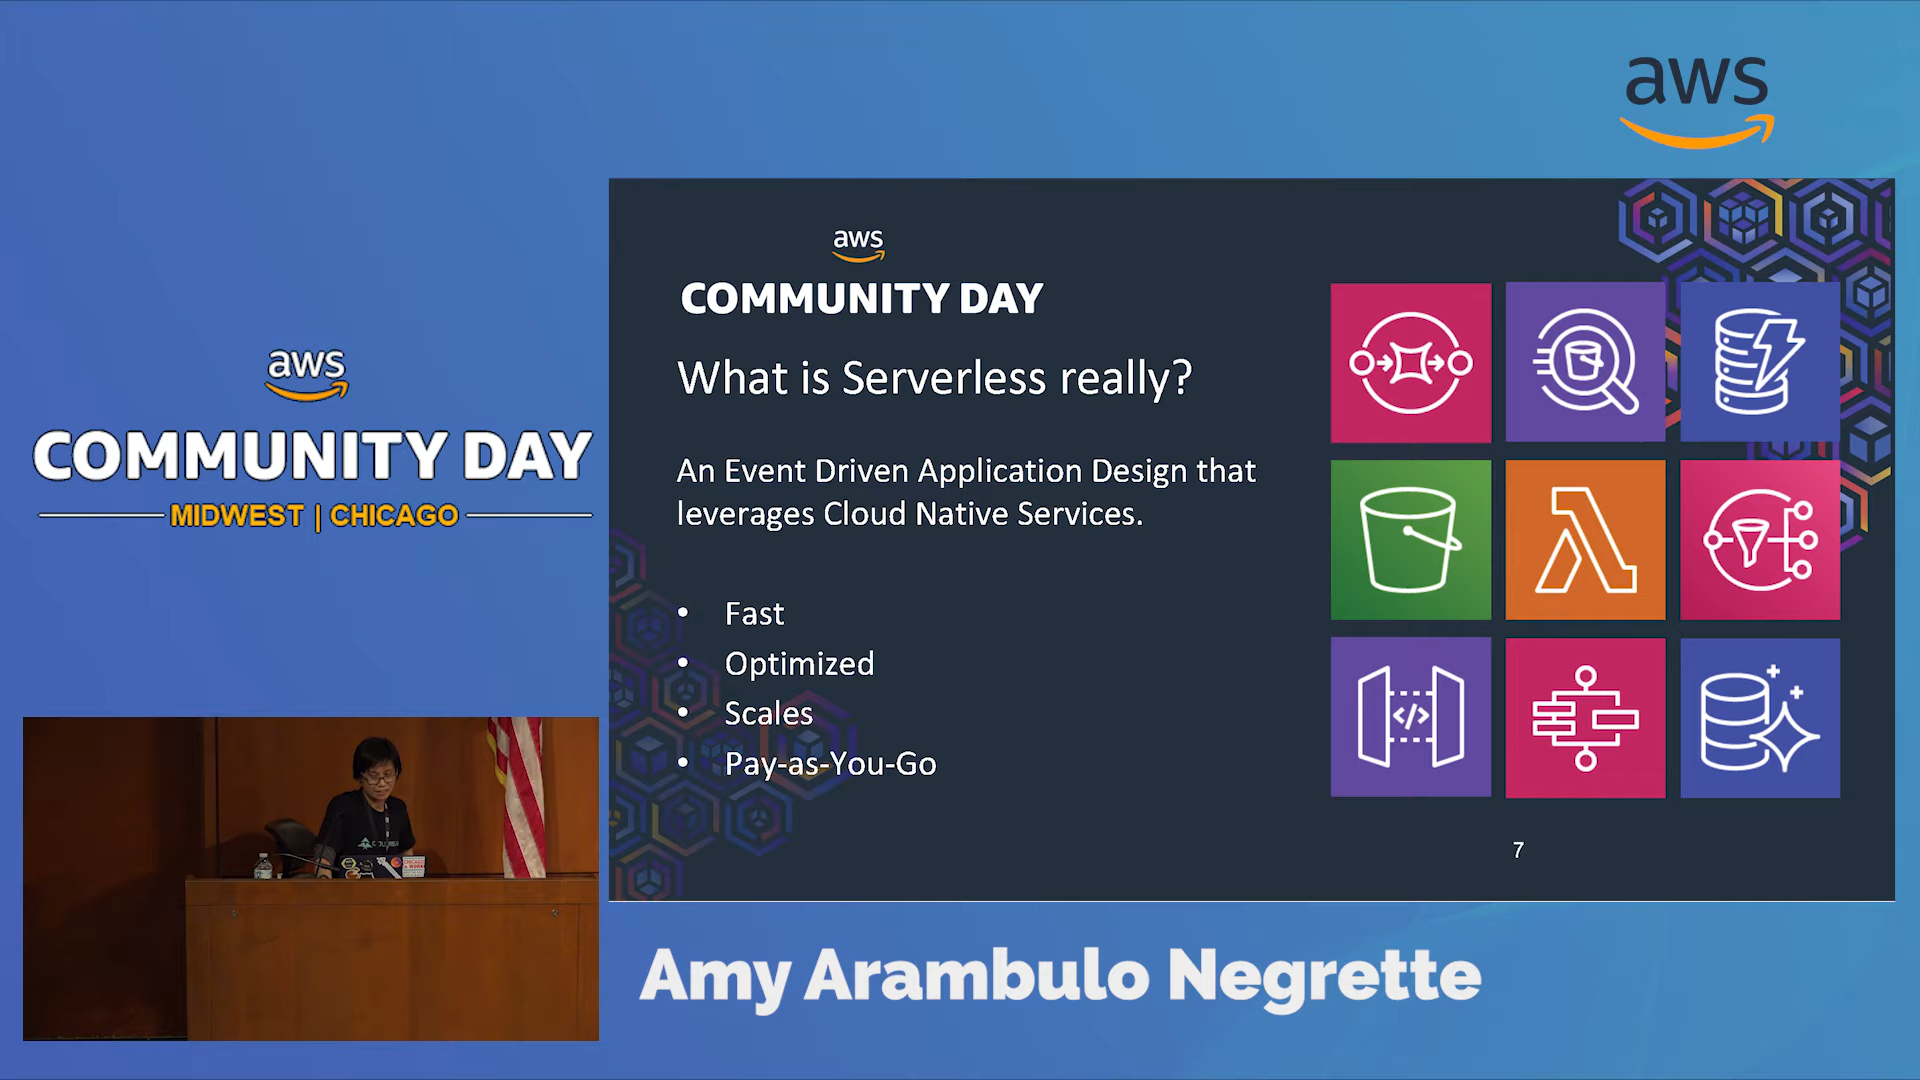 aws
aws
COMMUNITY DAY
MIDWEST | CHICAGO
aws
COMMUNITY DAY
What is Serverless really?
An Event Driven Application Design that
leverages Cloud Native Services.
• Fast
• Optimized
• Scales
• Pay-as-You-Go
</>
7
Amy Arambulo Negrette